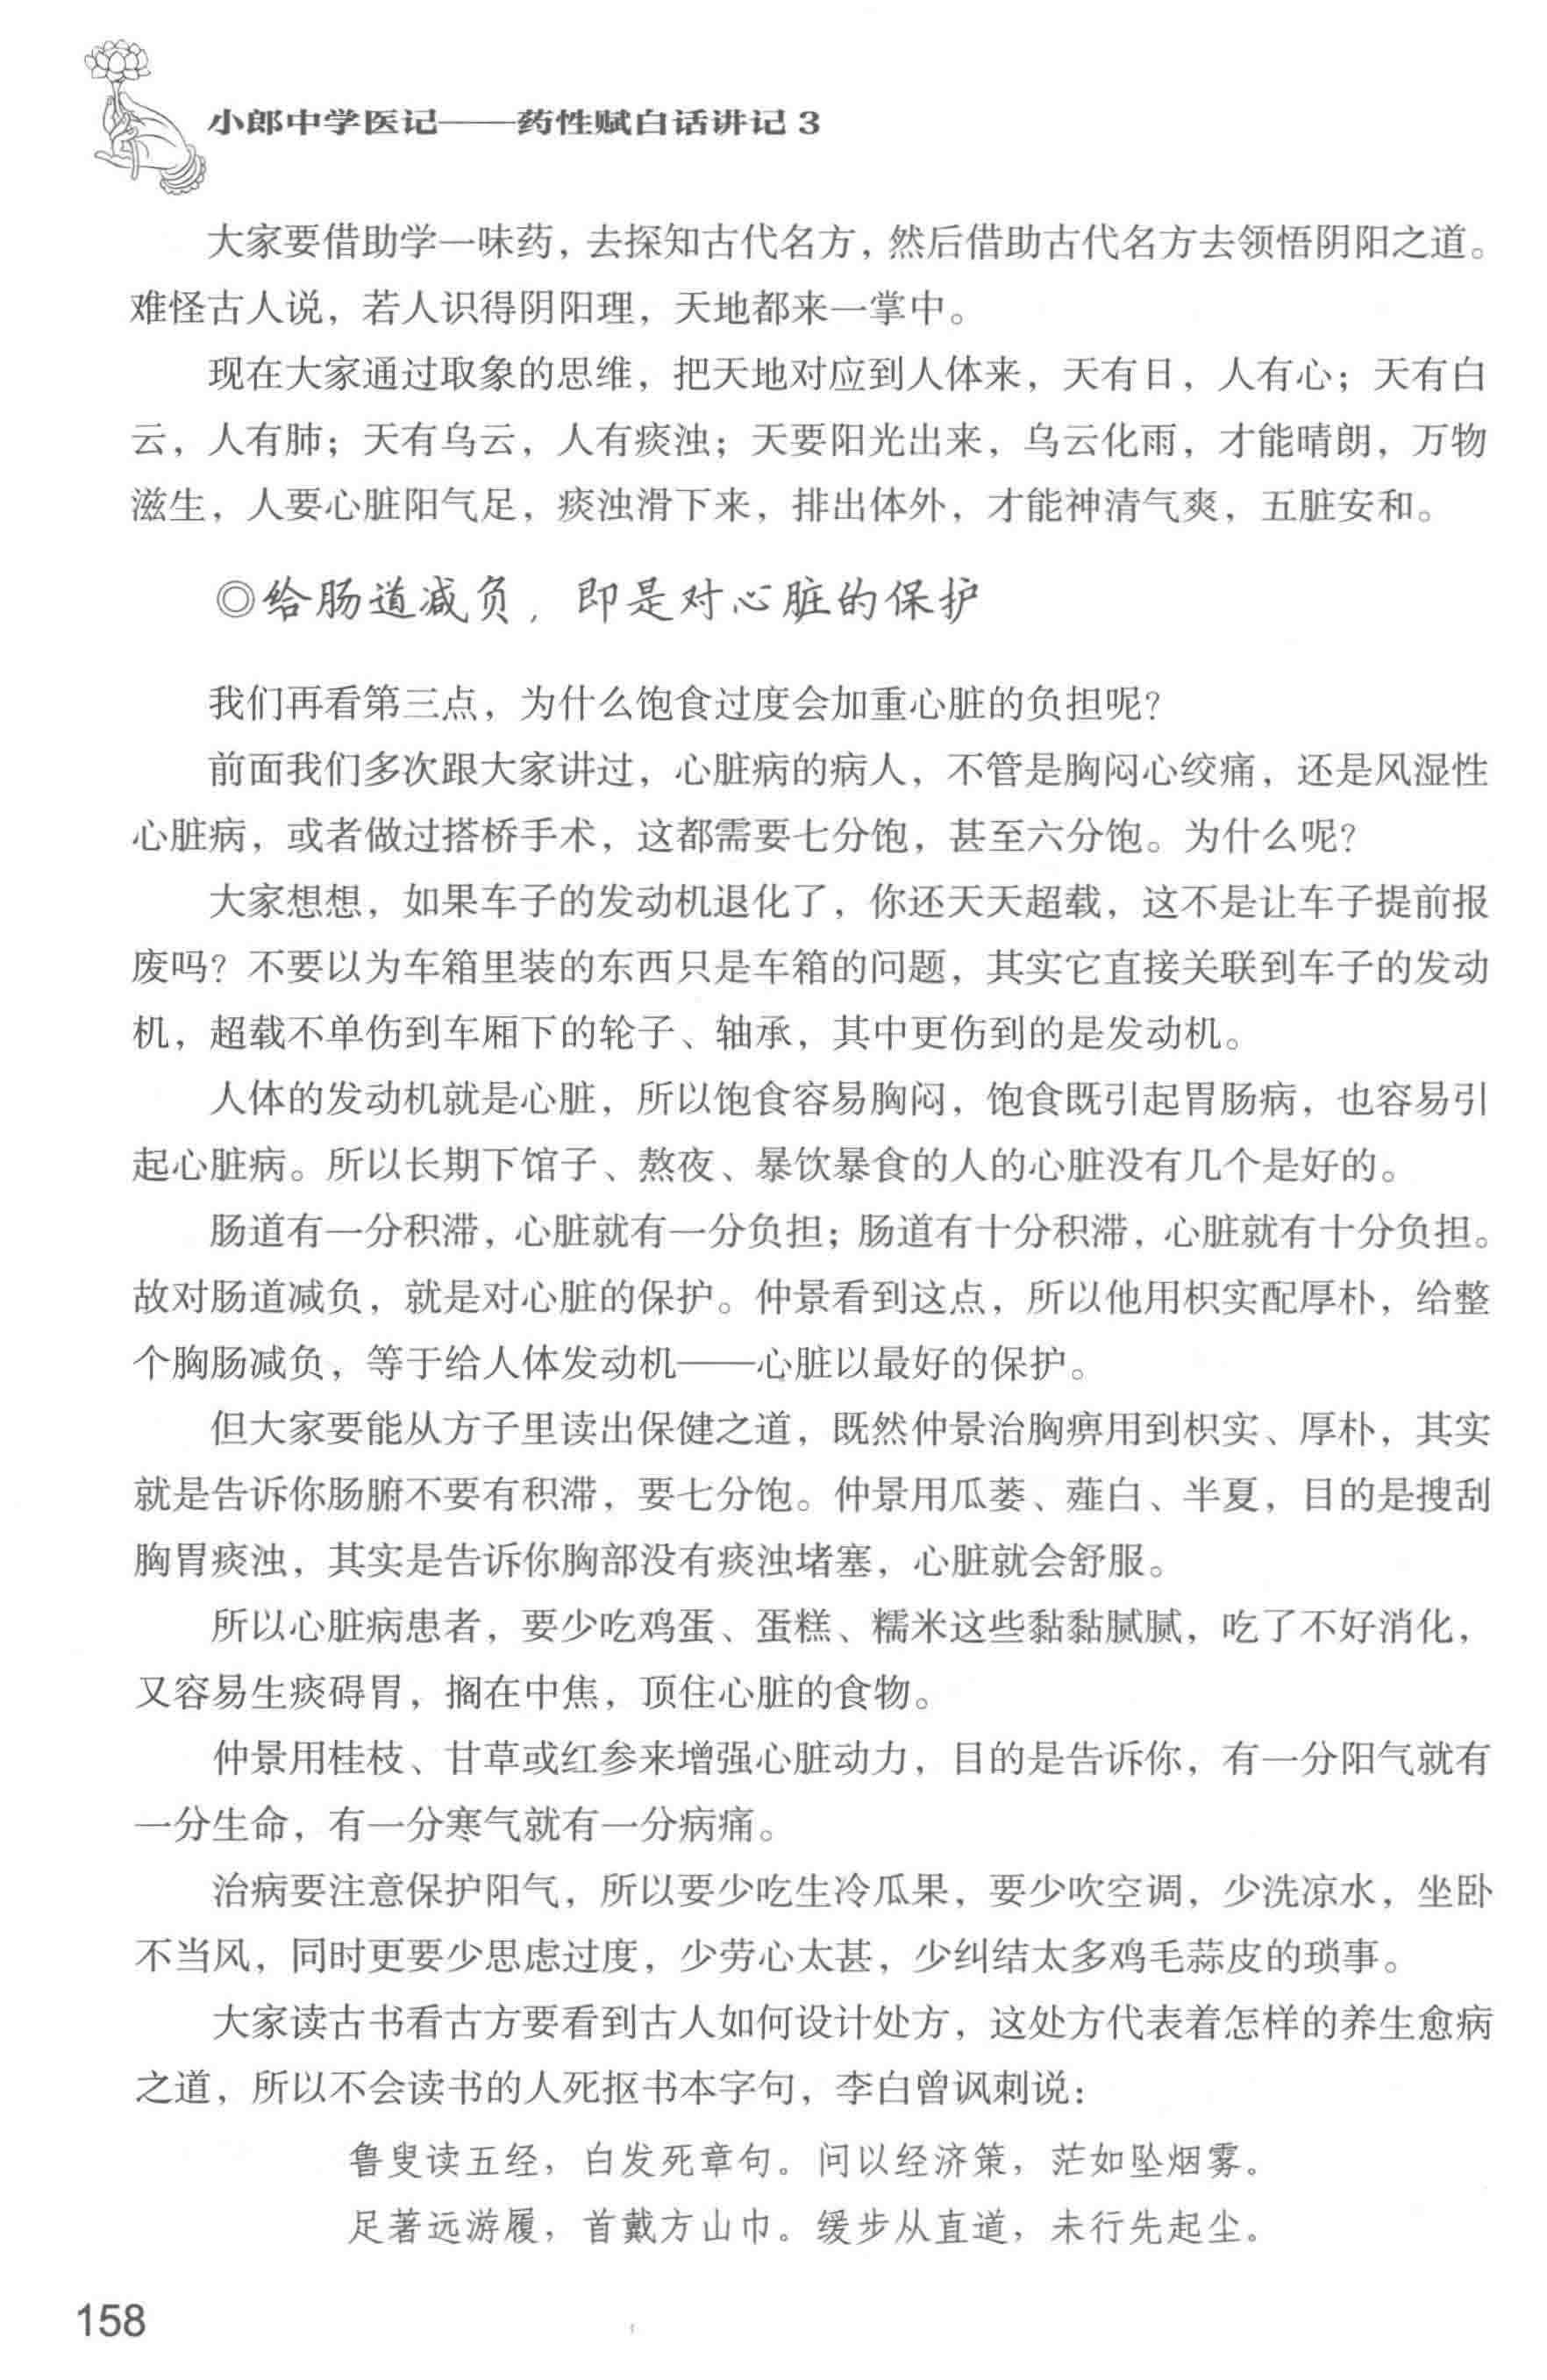 小郎中学医记——药性赋白话讲记 3
大家要借助学一味药，去探知古代名方，然后借助古代名方去领悟阴阳之道。
难怪古人说，若人识得阴阳理，天地都来一掌中。
现在大家通过取象的思维，把天地对应到人体来，天有日，人有心；天有白
云，人有肺；天有乌云，人有痰浊；天要阳光出来，乌云化雨，才能晴朗，万物
滋生，人要心脏阳气足，痰浊滑下来，排出体外，才能神清气爽，五脏安和。
◎给肠道减负，即是对心脏的保护
我们再看第三点，为什么饱食过度会加重心脏的负担呢？
前面我们多次跟大家讲过，心脏病的病人，不管是胸闷心绞痛，还是风湿性
心脏病，或者做过搭桥手术，这都需要七分饱，甚至六分饱。为什么呢？
大家想想，如果车子的发动机退化了，你还天天超载，这不是让车子提前报
废吗？不要以为车箱里装的东西只是车箱的问题，其实它直接关联到车子的发动
机，超载不单伤到车厢下的轮子、轴承，其中更伤到的是发动机。
人体的发动机就是心脏，所以饱食容易胸闷，饱食既引起胃肠病，也容易引
起心脏病。所以长期下馆子、熬夜、暴饮暴食的人的心脏没有几个是好的。
肠道有一分积滞，心脏就有一分负担；肠道有十分积滞，心脏就有十分负担。
故对肠道减负，就是对心脏的保护。仲景看到这点，所以他用枳实配厚朴，给整
个胸肠减负，等于给人体发动机——心脏以最好的保护。
但大家要能从方子里读出保健之道，既然仲景治胸痹用到枳实、厚朴，其实
就是告诉你肠腑不要有积滞，要七分饱。仲景用瓜蒌、薤白、半夏，目的是搜刮
胸胃痰浊，其实是告诉你胸部没有痰浊堵塞，心脏就会舒服。
所以心脏病患者，要少吃鸡蛋、蛋糕、糯米这些黏黏腻腻，吃了不好消化，
又容易生痰碍胃，搁在中焦，顶住心脏的食物。
仲景用桂枝、甘草或红参来增强心脏动力，目的是告诉你，有一分阳气就有
一分生命，有一分寒气就有一分病痛。
治病要注意保护阳气，所以要少吃生冷瓜果，要少吹空调，少洗凉水，坐卧
不当风，同时更要少思虑过度，少劳心太甚，少纠结太多鸡毛蒜皮的琐事。
大家读古书看古方要看到古人如何设计处方，这处方代表着怎样的养生愈病
之道，所以不会读书的人死抠书本字句，李白曾讽刺说：
鲁叟读五经，白发死章句。问以经济策，茫如坠烟雾。
足著远游履，首戴方山巾。缓步从直道，未行先起尘。
158